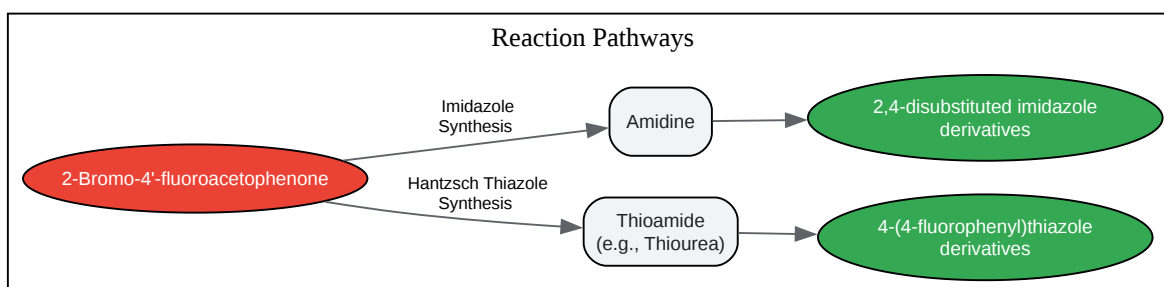 Reaction Pathways
Imidazole
Synthesis
Amidine
2,4-disubstituted imidazole
derivatives
2-Bromo-4'-fluoroacetophenone
Hantzsch Thiazole
Synthesis
Thioamide
(e.g., Thiourea)
4-(4-fluorophenyl)thiazole
derivatives